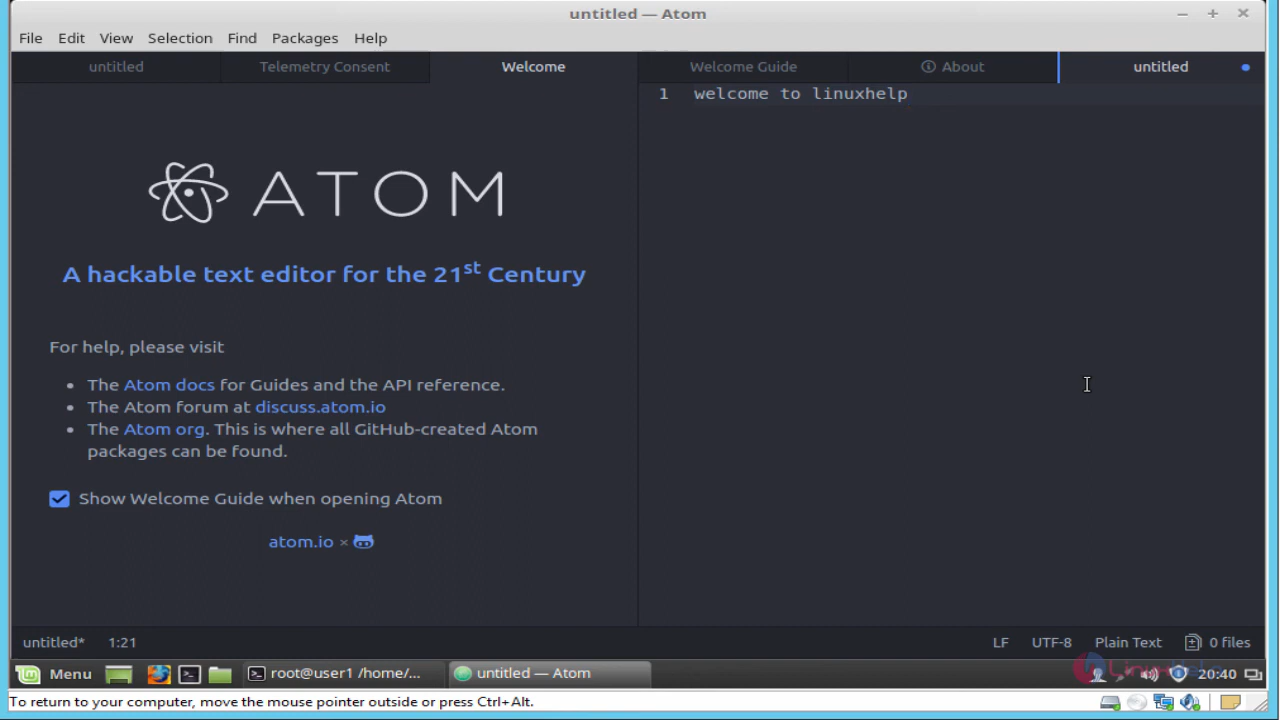 untitled — Atom
File Edit View Selection Find Packages Help
untitled Telemetry Consent Welcome Welcome Guide About untitled
1 welcome to linuxhelp
ATOM
A hackable text editor for the 21st Century
For help, please visit
• The Atom docs for Guides and the API reference.
• The Atom forum at discuss.atom.io
• The Atom org. This is where all GitHub-created Atom
packages can be found.
Show Welcome Guide when opening Atom
atom.io ×
untitled* 1:21 LF UTF-8 Plain Text 0 files
Menu root@user1 /home/... untitled — Atom 20:40
To return to your computer, move the mouse pointer outside or press Ctrl+Alt.